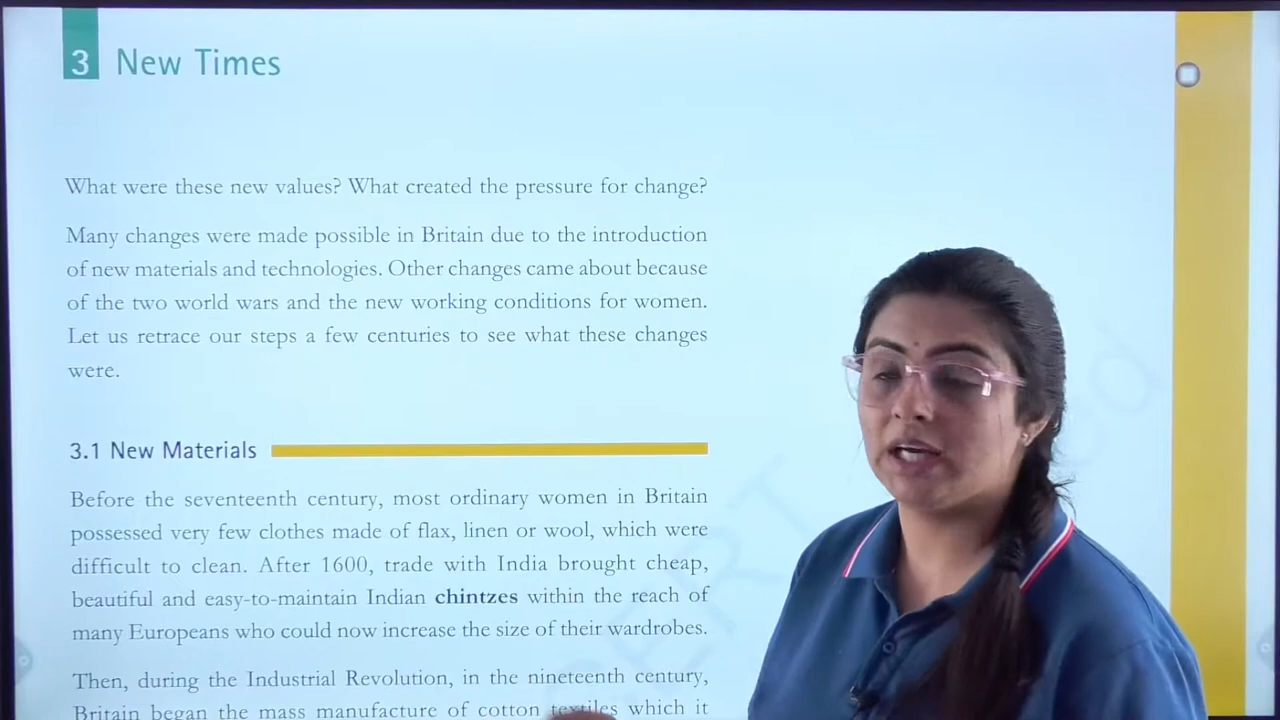 3 New Times
What were these new values? What created the pressure for change?
Many changes were made possible in Britain due to the introduction
of new materials and technologies. Other changes came about because
of the two world wars and the new working conditions for women.
Let us retrace our steps a few centuries to see what these changes
were.
3.1 New Materials
Before the seventeenth century, most ordinary women in Britain
possessed very few clothes made of flax, linen or wool, which were
difficult to clean. After 1600, trade with India brought cheap,
beautiful and easy-to-maintain Indian chintzes within the reach of
many Europeans who could now increase the size of their wardrobes.
Then, during the Industrial Revolution, in the nineteenth century,
Britain began the mass manufacture of cotton textiles which it